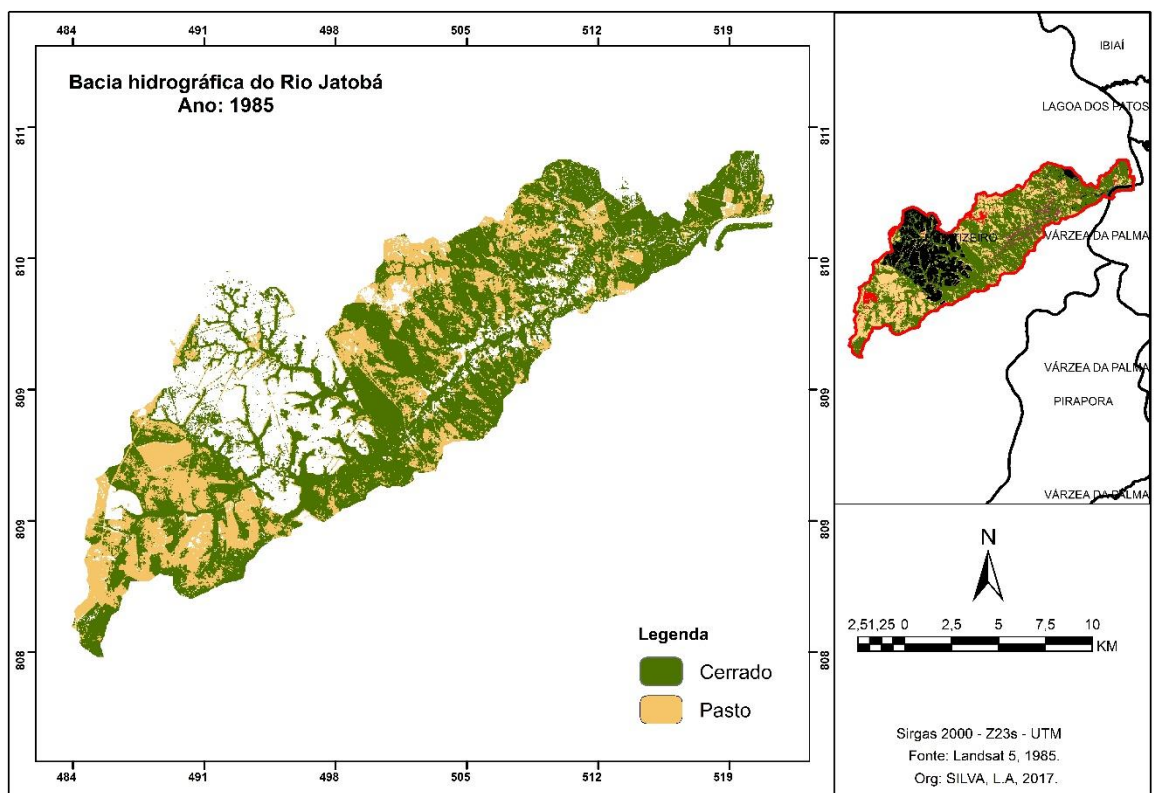 484 491 498 505 512 519
Bacia hidrográfica do Rio Jatobá
Ano: 1985
811
810
809
809
808
811
810
809
809
808
Legenda
Cerrado
Pasto
484 491 498 505 512 519
IBIAÍ
LAGOA DOS PATOS
TIZEIRO
VÁRZEA DA PALMA
VÁRZEA DA PALMA
PIRAPORA
VÁRZEA DA PALMA
N
2,51,25 0 2,5 5 7,5 10
KM
Sirgas 2000 - Z23s - UTM
Fonte: Landsat 5, 1985.
Org: SILVA, L.A, 2017.